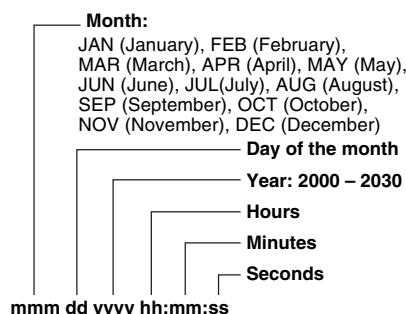 Month:
JAN (January), FEB (February),
MAR (March), APR (April), MAY (May),
JUN (June), JUL(July), AUG (August),
SEP (September), OCT (October),
NOV (November), DEC (December)
Day of the month
Year: 2000 – 2030
Hours
Minutes
Seconds
mmm dd yyyy hh:mm:ss